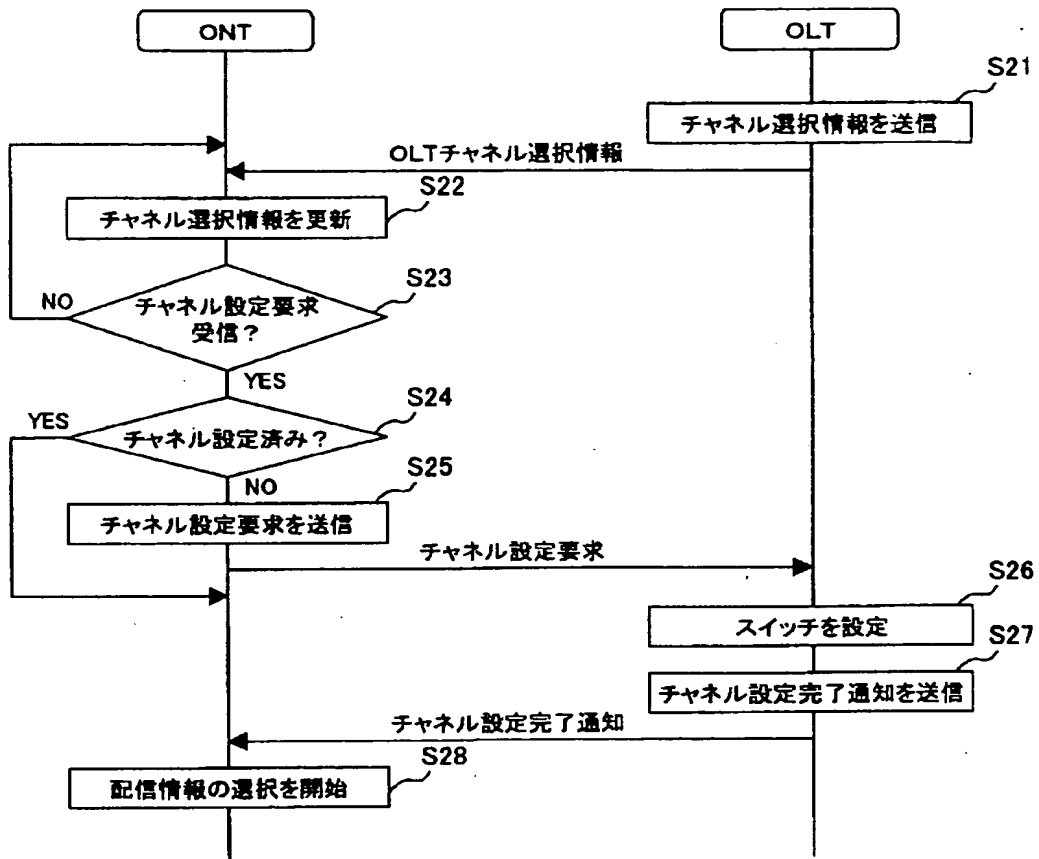 ONT
OLT
S21
チャネル選択情報を送信
OLTチャネル選択情報
S22
チャネル選択情報を更新
S23
NO
チャネル設定要求
受信？
YES
S24
YES
チャネル設定済み？
S25
NO
チャネル設定要求を送信
チャネル設定要求
S26
スイッチを設定
S27
チャネル設定完了通知を送信
チャネル設定完了通知
S28
配信情報の選択を開始